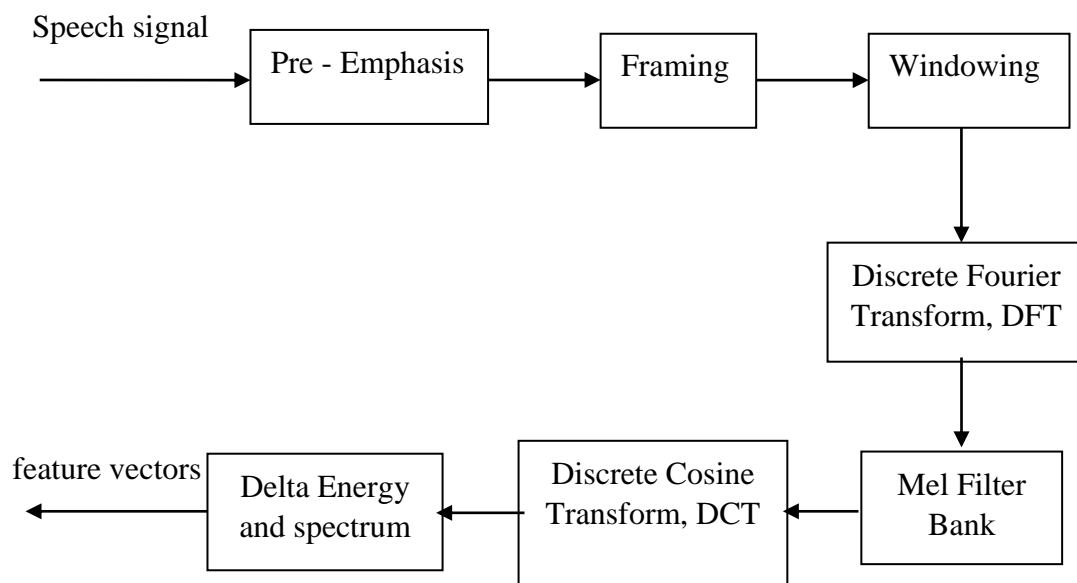 Speech signal
Pre - Emphasis
Framing
Windowing
Discrete Fourier
Transform, DFT
Mel Filter
Bank
Discrete Cosine
Transform, DCT
Delta Energy
and spectrum
feature vectors